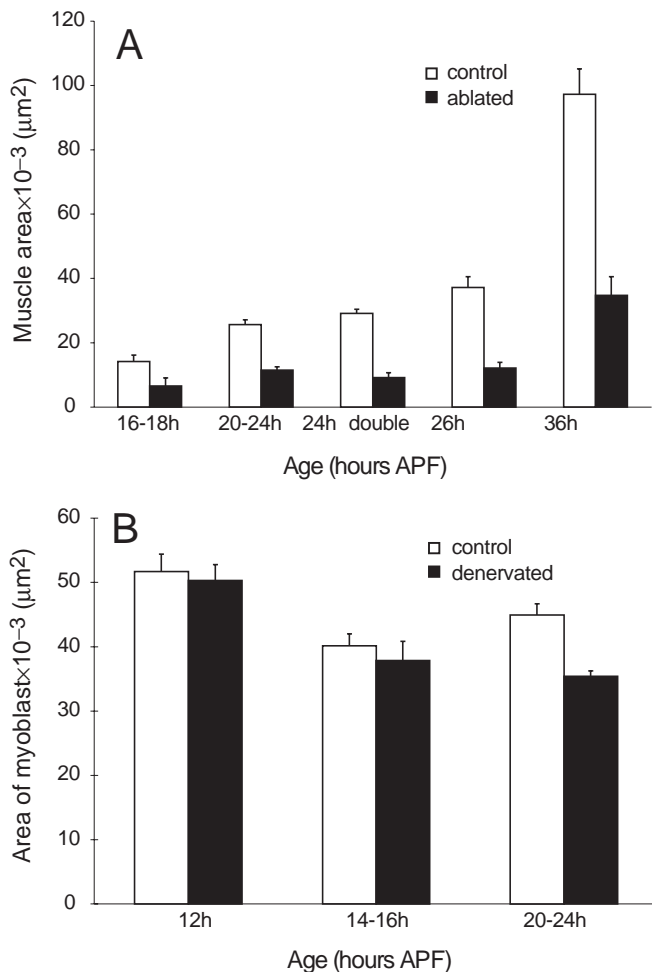 A
120
100
80
60
40
20
0
Muscle area×10⁻³ (μm²)
control
ablated
16-18h 20-24h 24h double 26h 36h
Age (hours APF)
B
60
50
40
30
20
10
0
Area of myoblast×10⁻³ (μm²)
control
denervated
12h 14-16h 20-24h
Age (hours APF)